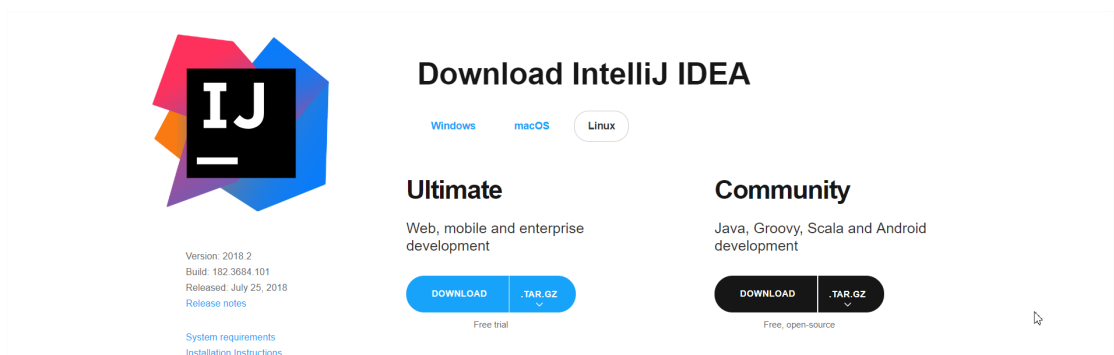 IJ
Download IntelliJ IDEA
Windows macOS Linux
Ultimate
Web, mobile and enterprise
development
DOWNLOAD .TAR.GZ
Free trial
Community
Java, Groovy, Scala and Android
development
DOWNLOAD .TAR.GZ
Free, open-source
Version: 2018.2
Build: 182.3684.101
Released: July 25, 2018
Release notes
System requirements
Installation Instructions